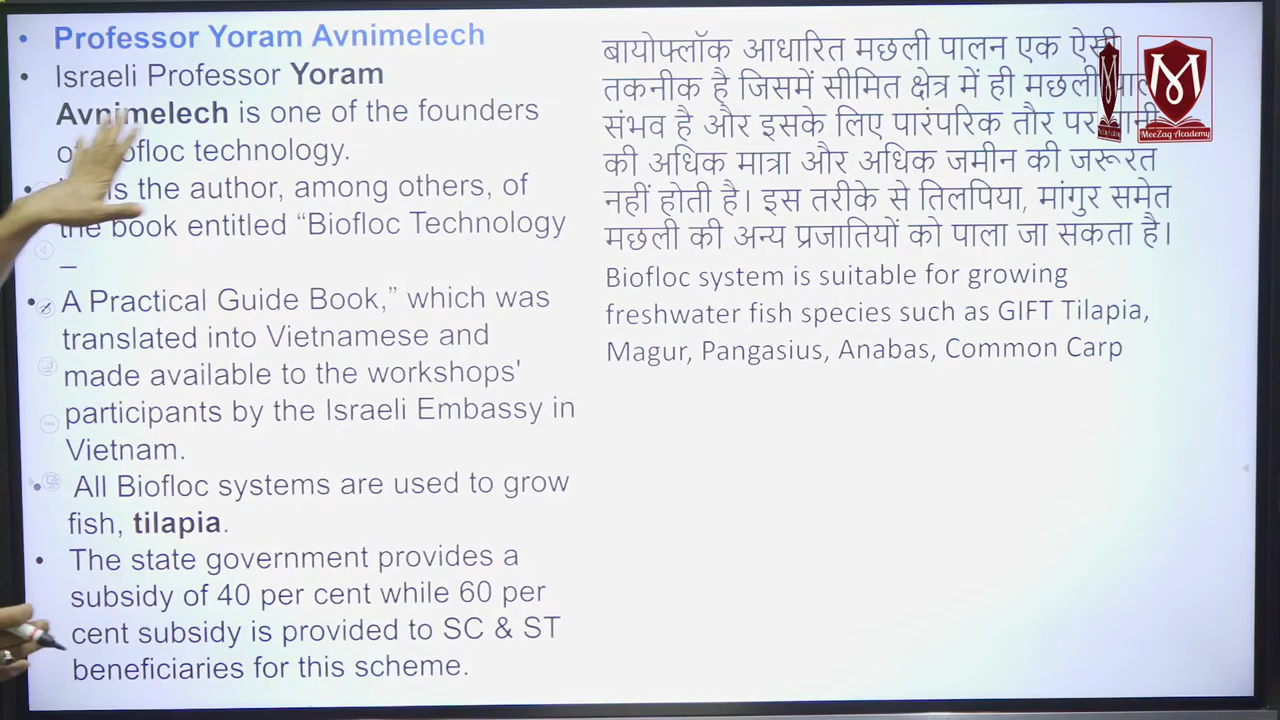 Professor Yoram Avnimelech
Israeli Professor Yoram
Avnimelech is one of the founders
technology.
is the author, among others, of
the book entitled “Biofloc Technology
–
A Practical Guide Book,” which was
translated into Vietnamese and
made available to the workshops'
participants by the Israeli Embassy in
Vietnam.
All Biofloc systems are used to grow
fish, tilapia.
The state government provides a
subsidy of 40 per cent while 60 per
cent subsidy is provided to SC & ST
beneficiaries for this scheme.
बायोफ्लॉक आधारित मछली पालन एक ऐसी
तकनीक है जिसमें सीमित क्षेत्र में ही मछली
संभव है और इसके लिए पारंपरिक तौर पर
की अधिक मात्रा और अधिक जमीन की जरूरत
नहीं होती है। इस तरीके से तिलपिया, मांगुर समेत
मछली की अन्य प्रजातियों को पाला जा सकता है।
Biofloc system is suitable for growing
freshwater fish species such as GIFT Tilapia,
Magur, Pangasius, Anabas, Common Carp
MeeZaq Academy